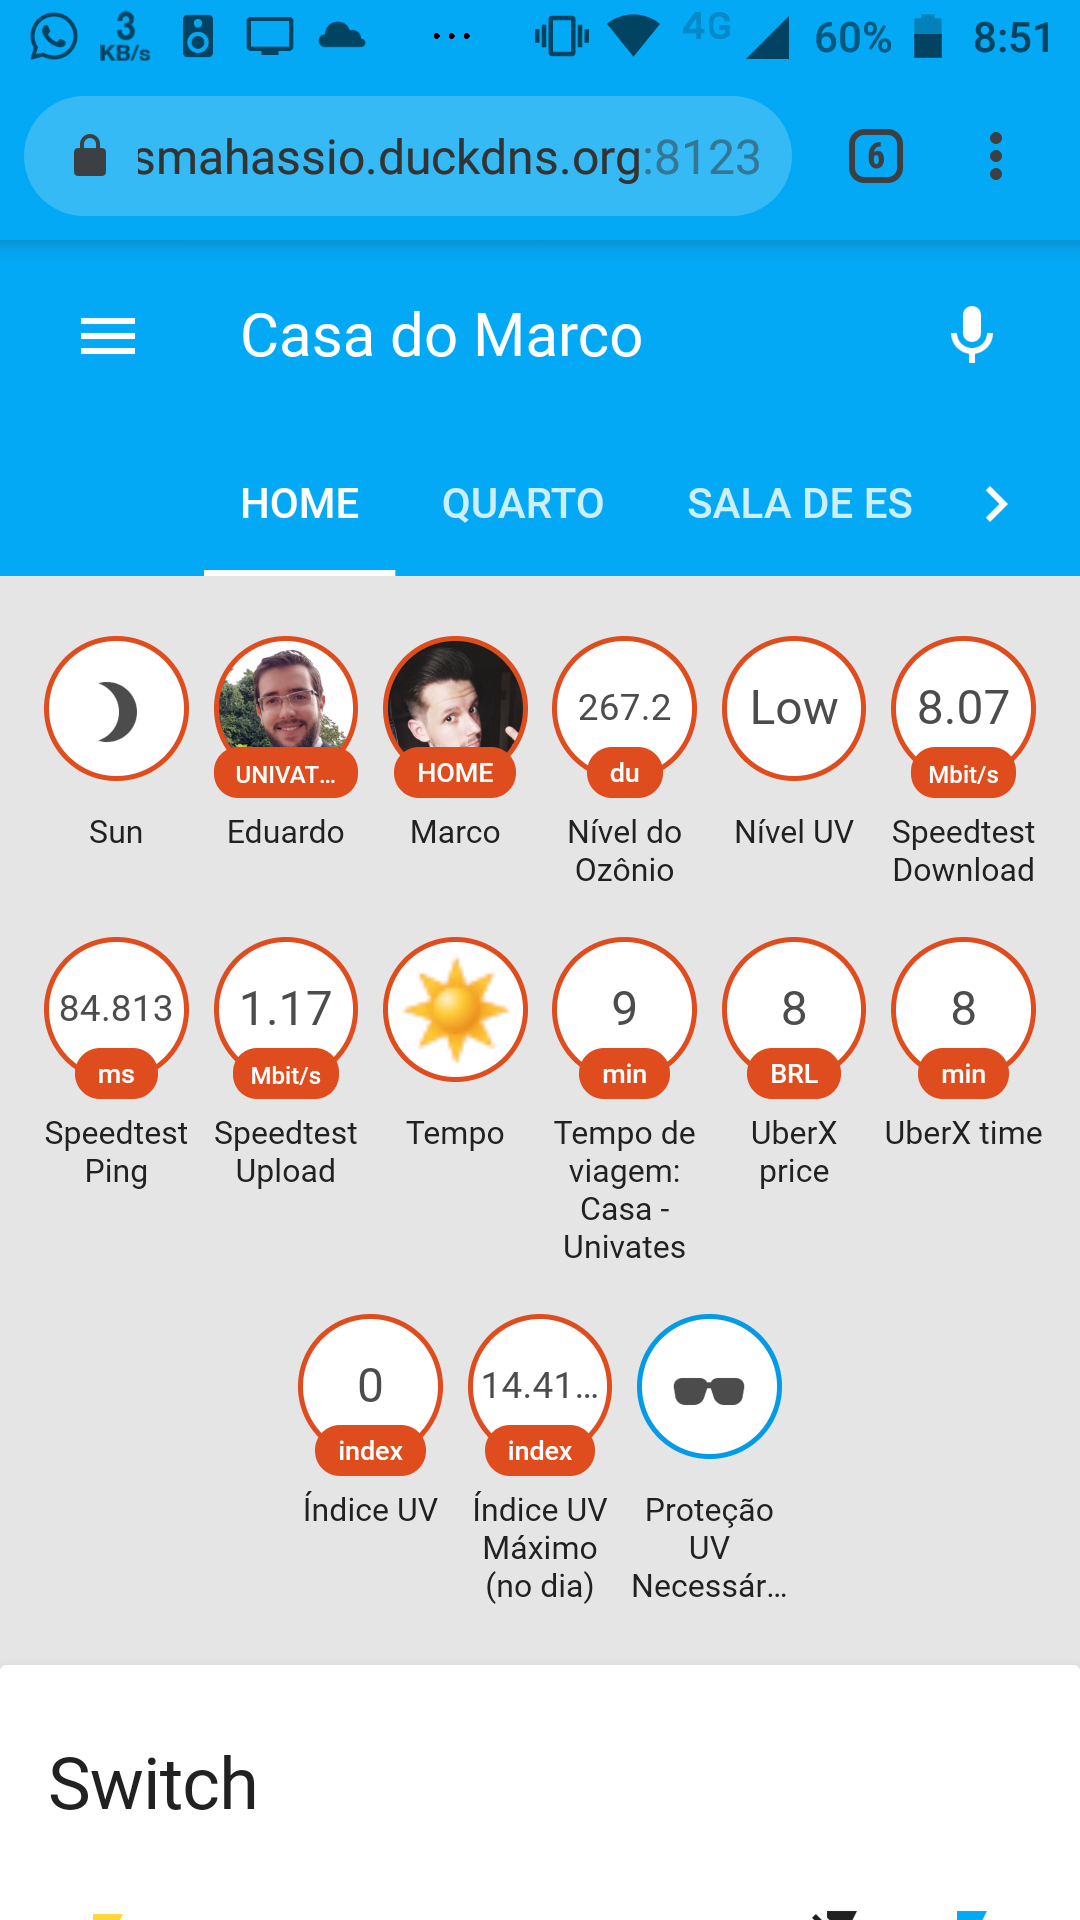 3
KB/s
...
4G
60%
8:51
smahassio.duckdns.org:8123
6
Casa do Marco
HOME QUARTO SALA DE ES
267.2 Low 8.07
UNIVAT... HOME du Mbit/s
Sun Eduardo Marco Nível do Nível UV Speedtest
Ozônio Download
84.813 1.17 9 8 8
ms Mbit/s min BRL min
Speedtest Speedtest Tempo Tempo de UberX UberX time
Ping Upload viagem: price
Casa -
Univates
0 14.41...
index index
Índice UV Índice UV Proteção
Máximo UV
(no dia) Necessár...
Switch